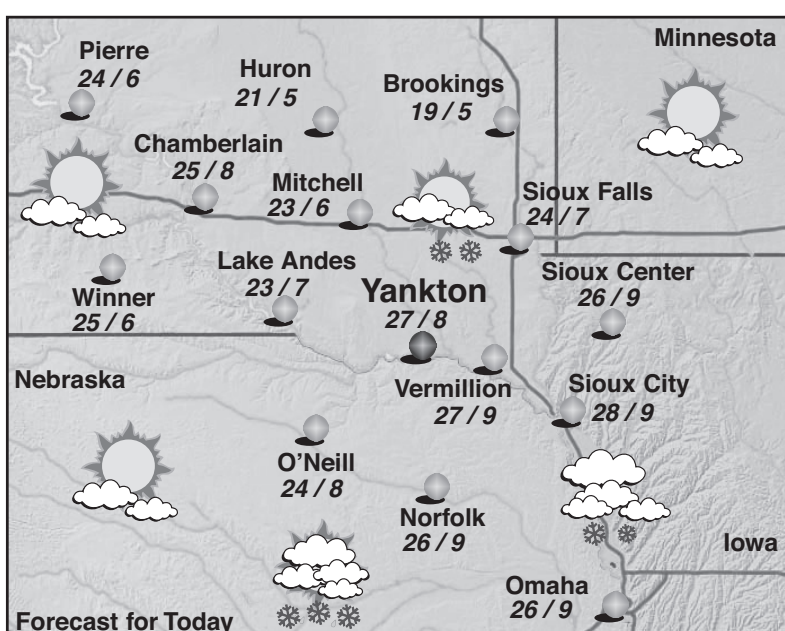 Minnesota
Pierre
24 / 6
Huron
21 / 5
Brookings
19 / 5
Chamberlain
25 / 8
Mitchell
23 / 6
Sioux Falls
24 / 7
Lake Andes
23 / 7
Sioux Center
26 / 9
Winner
25 / 6
Yankton
27 / 8
Nebraska
Vermillion
27 / 9
Sioux City
28 / 9
O'Neill
24 / 8
Norfolk
26 / 9
Iowa
Omaha
26 / 9
Forecast for Today